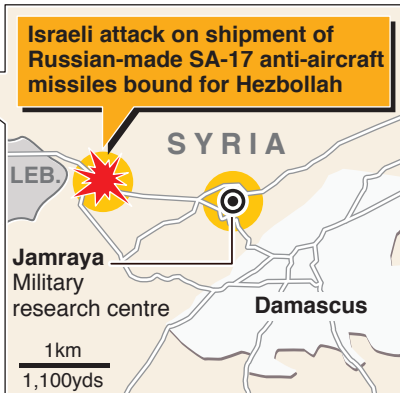 Israeli attack on shipment of
Russian-made SA-17 anti-aircraft
missiles bound for Hezbollah
SYRIA
LEB.
Jamraya
Military
research centre
Damascus
1km
1,100yds